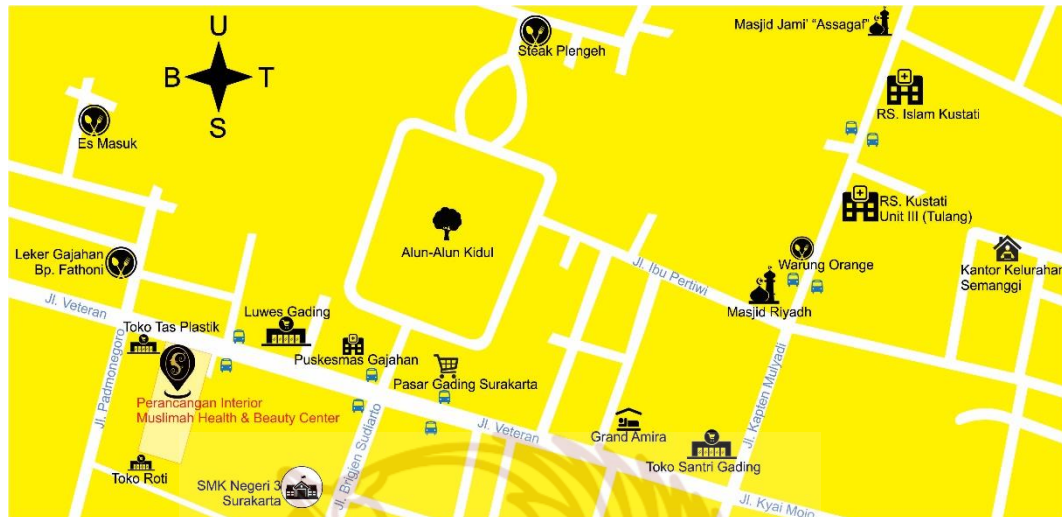 U
B T
S
Steak Plengeh
Masjid Jami' "Assagaf"
RS. Islam Kustati
Es Masuk
RS. Kustati
Unit III (Tulang)
Alun-Alun Kidul
Leker Gajahan
Bp. Fathoni
Jl. Ibu Pertiwi
Warung Orange
Kantor Kelurahan
Semanggi
Masjid Riyadh
Jl. Veteran
Luwes Gading
Toko Tas Plastik
Puskesmas Gajahan
Pasar Gading Surakarta
Jl. Padmonegoro
Perancangan Interior
Muslimah Health & Beauty Center
Jl. Brigjen Sudiarto
Jl. Veteran
Grand Amira
Jl. Kapten Mulyadi
Toko Santri Gading
Toko Roti
SMK Negeri 3
Surakarta
Jl. Kyai Mojo